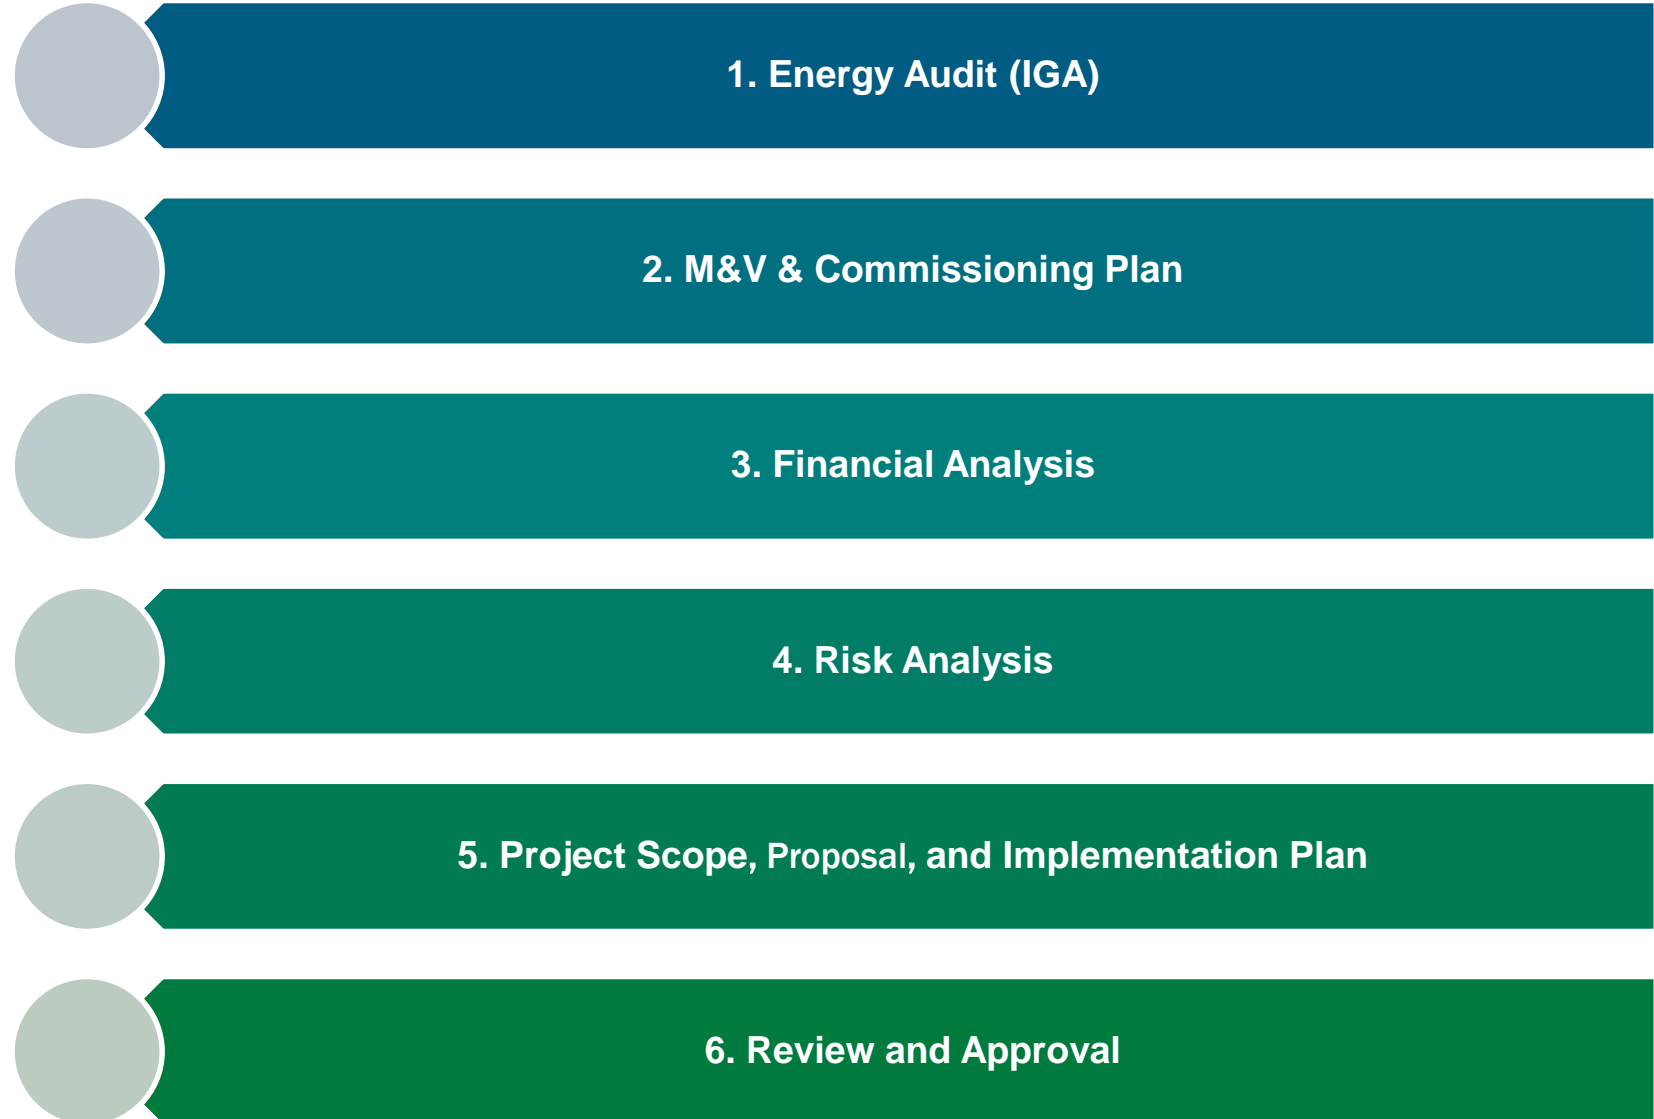 1. Energy Audit (IGA)
2. M&V & Commissioning Plan
3. Financial Analysis
4. Risk Analysis
5. Project Scope, Proposal, and Implementation Plan
6. Review and Approval